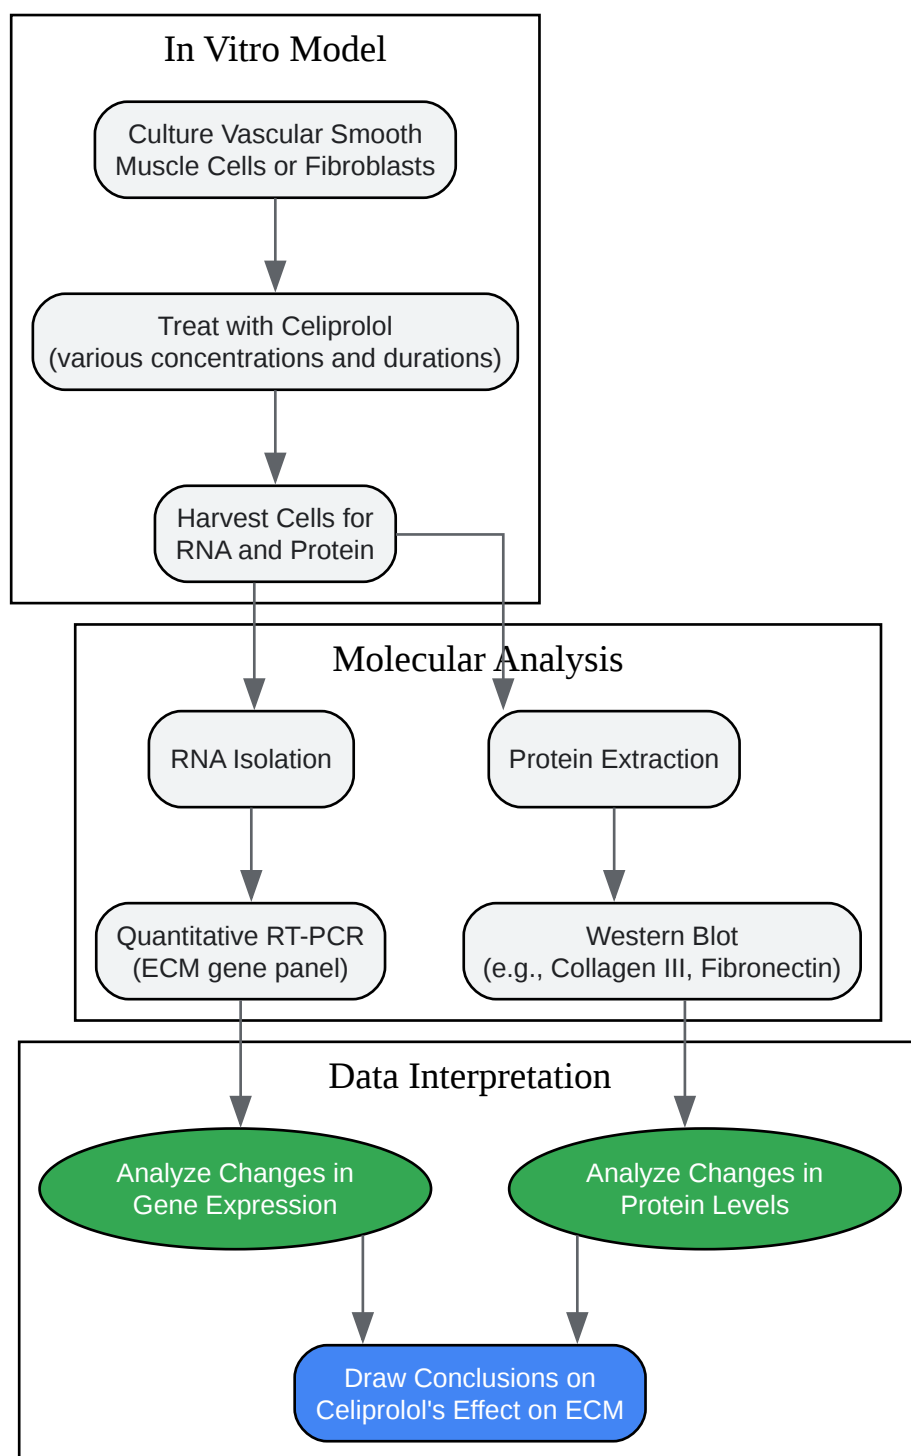 In Vitro Model
Culture Vascular Smooth
Muscle Cells or Fibroblasts
Treat with Celiprolol
(various concentrations and durations)
Harvest Cells for
RNA and Protein
Molecular Analysis
RNA Isolation
Protein Extraction
Quantitative RT-PCR
(ECM gene panel)
Western Blot
(e.g., Collagen III, Fibronectin)
Data Interpretation
Analyze Changes in
Gene Expression
Analyze Changes in
Protein Levels
Draw Conclusions on
Celiprolol's Effect on ECM